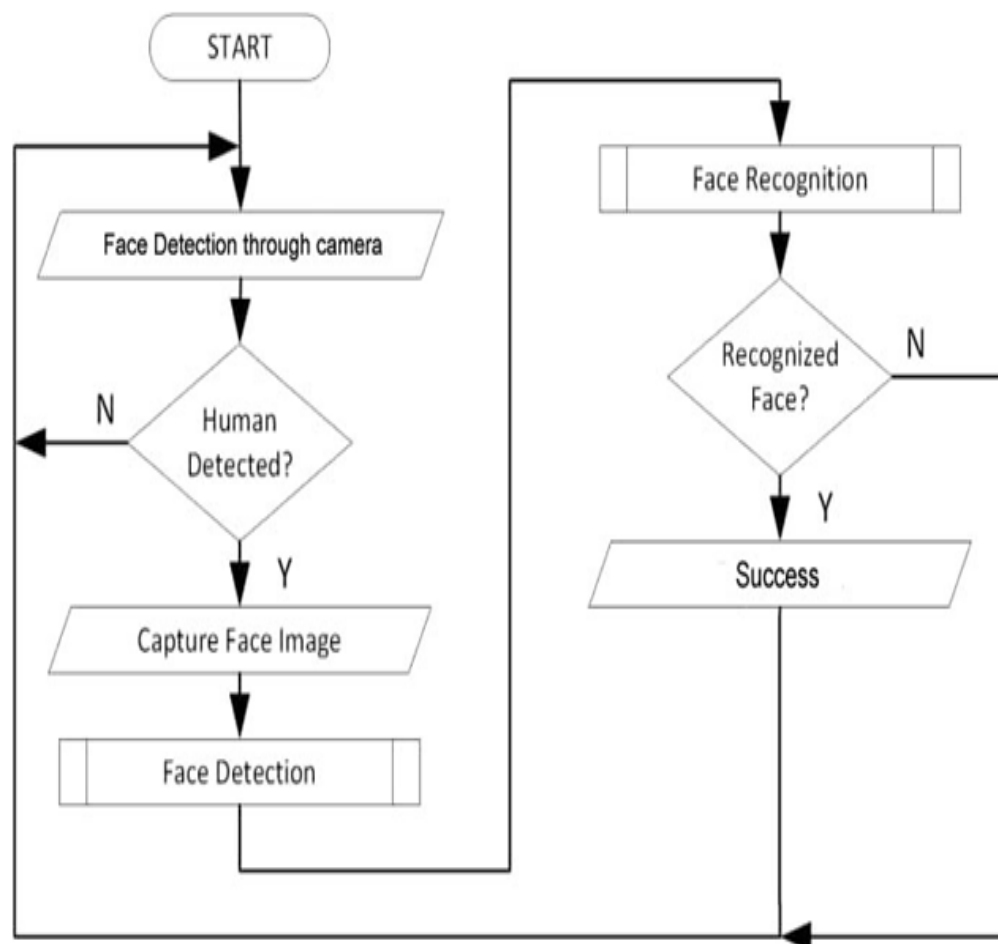 START
Face Detection through camera
N
Human
Detected?
Y
Capture Face Image
Face Detection
Face Recognition
Recognized
Face?
N
Y
Success